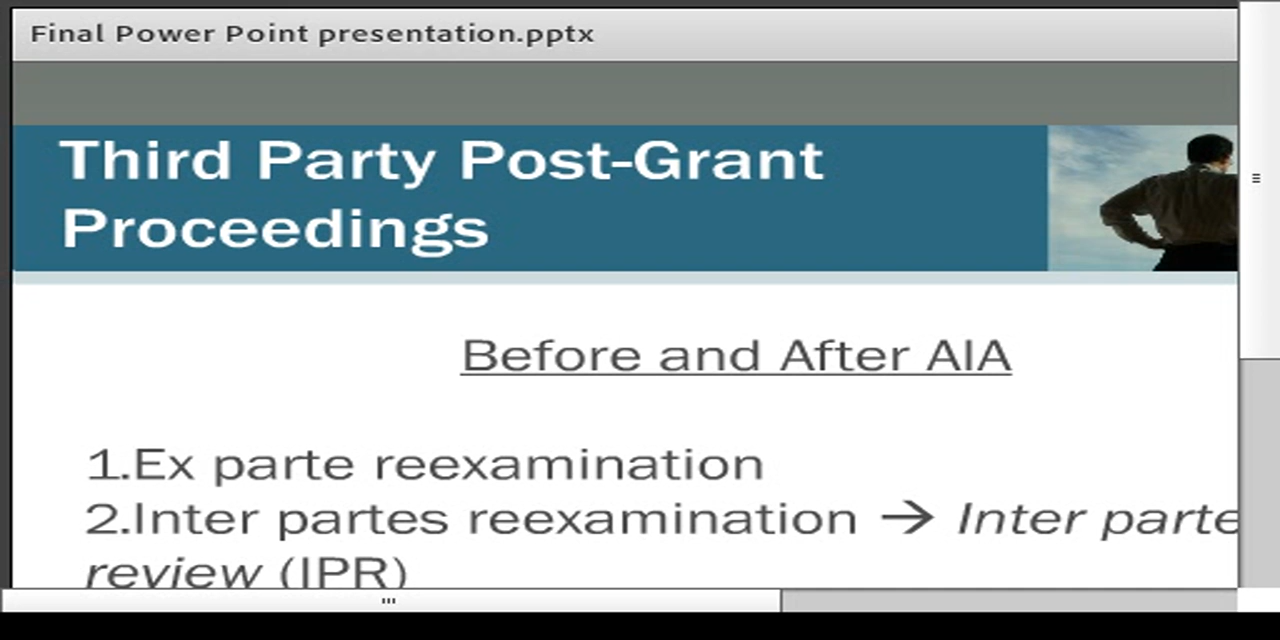 Final Power Point presentation.pptx
Third Party Post-Grant
Proceedings
Before and After AIA
1.Ex parte reexamination
2.Inter partes reexamination → Inter parte
review (IPR)